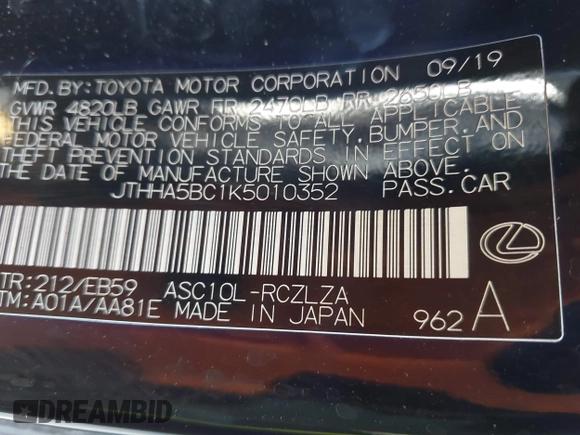 MFD. BY: TOYOTA MOTOR CORPORATION 09/19
GVWR 4820LB GAWR FR 2470LB RR 2650LB
THIS VEHICLE CONFORMS TO ALL APPLICABLE
FEDERAL MOTOR VEHICLE SAFETY, BUMPER, AND
THEFT PREVENTION STANDARDS IN EFFECT ON
THE DATE OF MANUFACTURE SHOWN ABOVE.
JTHHA5BC1K5010352 PASS.CAR
TR:212/EB59 ASC10L-RCZLZA
TM:A01A/AA81E MADE IN JAPAN 962 A
DREAMBID